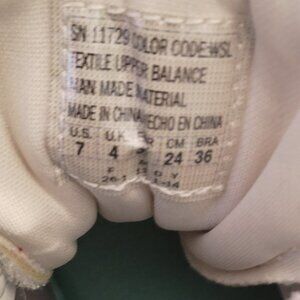 SN 11729 COLOR CODE:WSL
TEXTILE UPPER BALANCE
MAN MADE MATERIAL
MADE IN CHINA HECHO EN CHINA
U.S. U.K. CM BRA
7 4 24 36